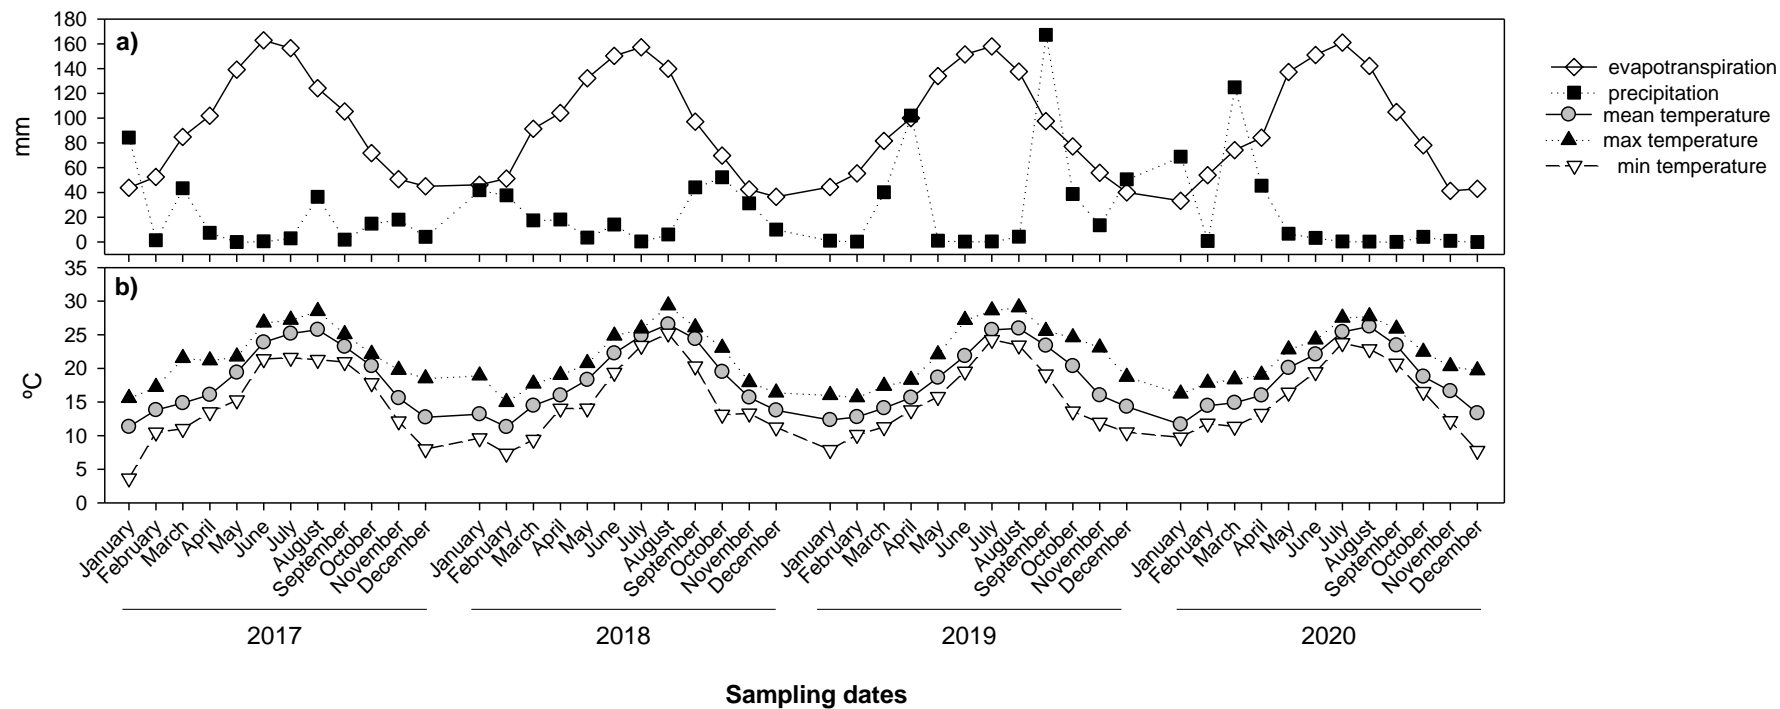 180
160
140
120
100
80
60
40
20
0
mm
a)
evapotranspiration
precipitation
mean temperature
max temperature
min temperature
35
30
25
20
15
10
5
0
ºC
b)
January
February
March
April
May
June
July
August
September
October
November
December
January
February
March
April
May
June
July
August
September
October
November
December
January
February
March
April
May
June
July
August
September
October
November
December
January
February
March
April
May
June
July
August
September
October
November
December
2017 2018 2019 2020
Sampling dates